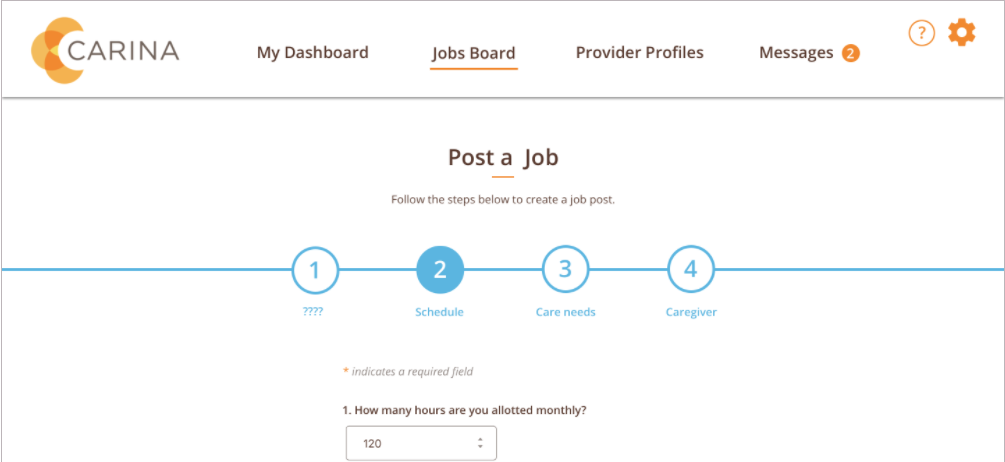 CARINA
My Dashboard Jobs Board Provider Profiles Messages 2 ?
Post a Job
Follow the steps below to create a job post.
1 2 3 4
???? Schedule Care needs Caregiver
* indicates a required field
1. How many hours are you allotted monthly?
120